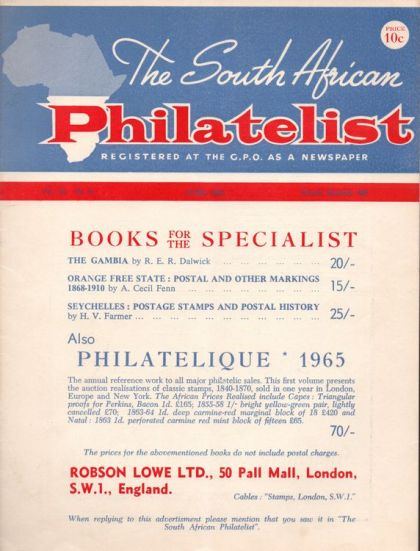 PRICE
10c
The South African
Philatelist
REGISTERED AT THE G.P.O. AS A NEWSPAPER
BOOKS FOR THE SPECIALIST
THE GAMBIA by R. E. R. Dalwick ... ... ... ... ... ... 20/-
ORANGE FREE STATE : POSTAL AND OTHER MARKINGS
1868-1910 by A. Cecil Fenn ... ... ... ... ... ... ... 15/-
SEYCHELLES : POSTAGE STAMPS AND POSTAL HISTORY
by H. V. Farmer ... ... ... ... ... ... ... ... ... 25/-
Also
PHILATELIQUE * 1965
The annual reference work to all major philatelic sales. This first volume presents
the auction realisations of classic stamps, 1840-1870, sold in one year in London,
Europe and New York. The African Prices Realised include Capes : Triangular
proofs for Perkins, Bacon 1d. £165; 1855-58 1/- bright yellow-green pair, lightly
cancelled £70; 1863-64 1d. deep carmine-red marginal block of 18 £420 and
Natal : 1863 1d. perforated carmine red mint block of fifteen £65.
70/-
The prices for the abovementioned books do not include postal charges.
ROBSON LOWE LTD., 50 Pall Mall, London,
S.W.1., England.
Cables : "Stamps, London, S.W.1."
When replying to this advertisment please mention that you saw it in "The
South African Philatelist".